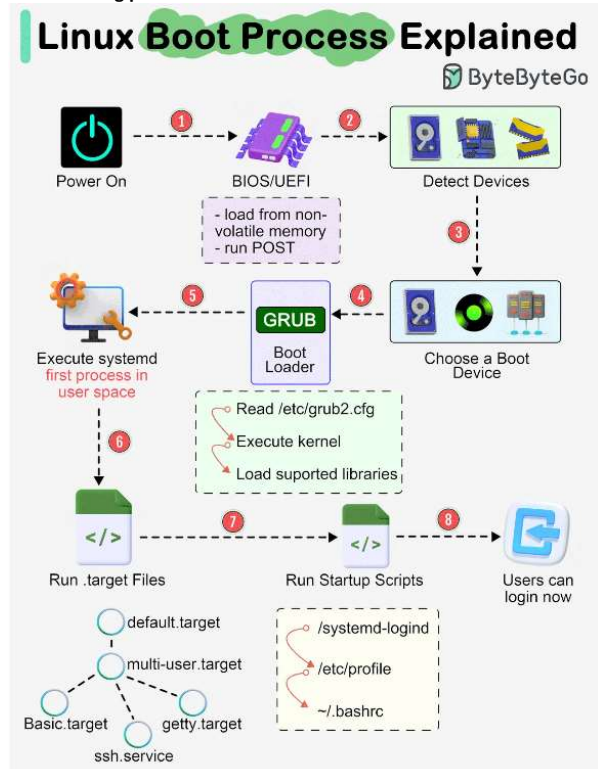 Linux Boot Process Explained
ByteByteGo
1
2
Power On
BIOS/UEFI
Detect Devices
- load from non-
volatile memory
- run POST
3
5
4
GRUB
Boot
Loader
Execute systemd
first process in
user space
Choose a Boot
Device
6
Read /etc/grub2.cfg
Execute kernel
Load suported libraries
</>
7
</>
8
Run .target Files
Run Startup Scripts
Users can
login now
default.target
multi-user.target
Basic.target
getty.target
ssh.service
/systemd-logind
/etc/profile
~/.bashrc